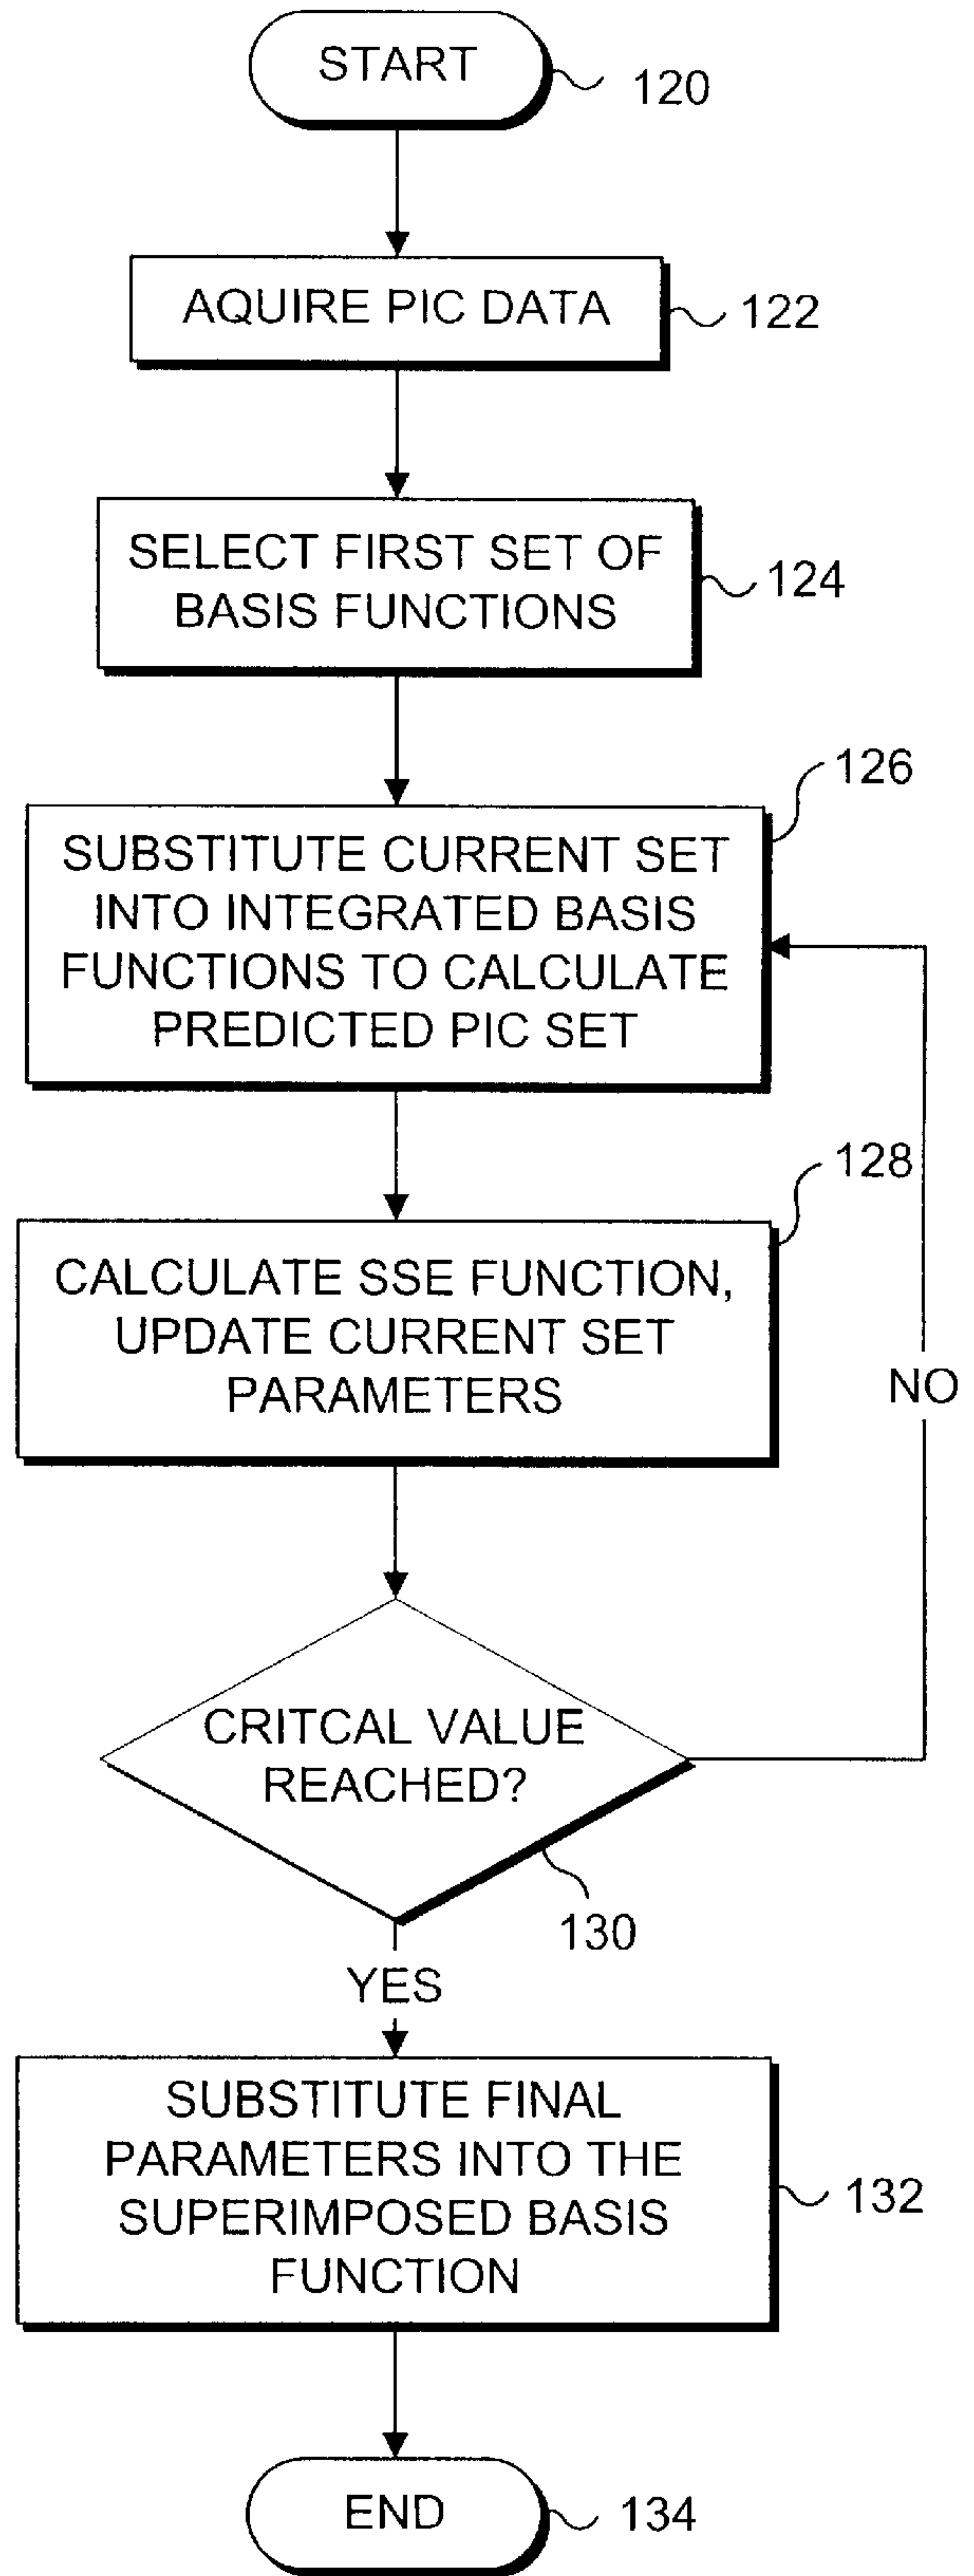 START
120
AQUIRE PIC DATA
122
SELECT FIRST SET OF
BASIS FUNCTIONS
124
126
SUBSTITUTE CURRENT SET
INTO INTEGRATED BASIS
FUNCTIONS TO CALCULATE
PREDICTED PIC SET
128
CALCULATE SSE FUNCTION,
UPDATE CURRENT SET
PARAMETERS
NO
CRITCAL VALUE
REACHED?
130
YES
SUBSTITUTE FINAL
PARAMETERS INTO THE
SUPERIMPOSED BASIS
FUNCTION
132
END
134